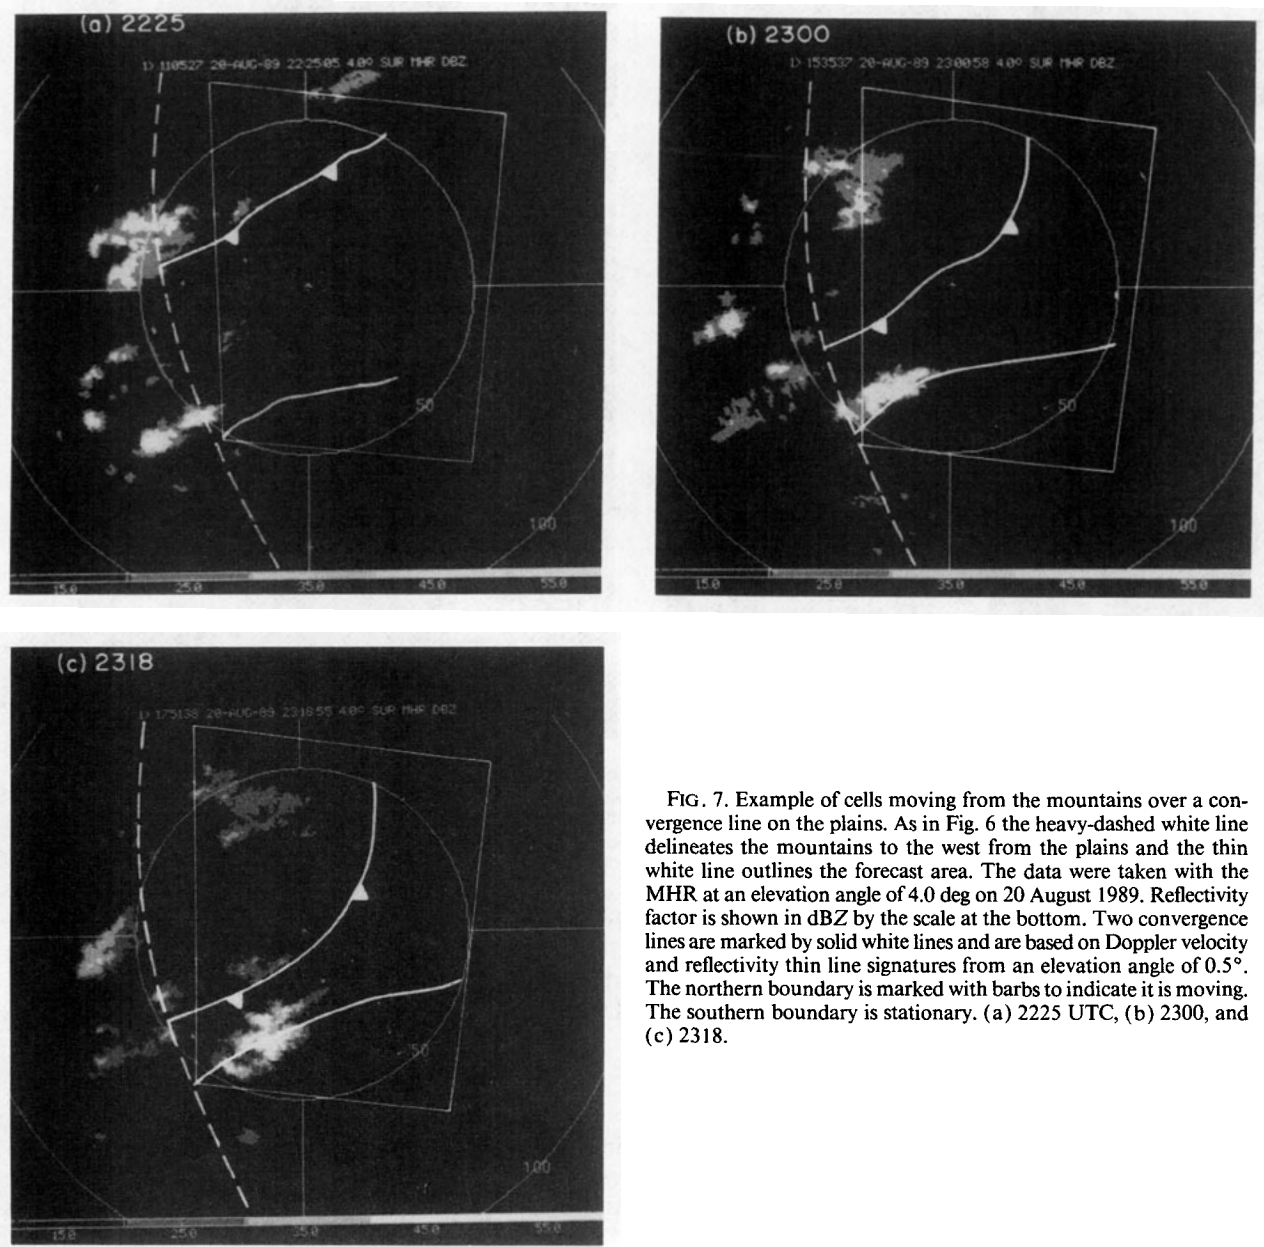 (a) 2225
1) 110527 20-AUG-89 22:25:05 4.0° SUR MHR DBZ
50
100
15.0 25.0 35.0 45.0 55.0
(b) 2300
1) 153537 20-AUG-89 23:00:58 4.0° SUR MHR DBZ
50
100
15.0 25.0 35.0 45.0 55.0
(c) 2318
1) 175138 20-AUG-89 23:18:55 4.0° SUR MHR DBZ
50
100
15.0 25.0 35.0 45.0 55.0
FIG. 7. Example of cells moving from the mountains over a con-
vergence line on the plains. As in Fig. 6 the heavy-dashed white line
delineates the mountains to the west from the plains and the thin
white line outlines the forecast area. The data were taken with the
MHR at an elevation angle of 4.0 deg on 20 August 1989. Reflectivity
factor is shown in dBZ by the scale at the bottom. Two convergence
lines are marked by solid white lines and are based on Doppler velocity
and reflectivity thin line signatures from an elevation angle of 0.5°.
The northern boundary is marked with barbs to indicate it is moving.
The southern boundary is stationary. (a) 2225 UTC, (b) 2300, and
(c) 2318.